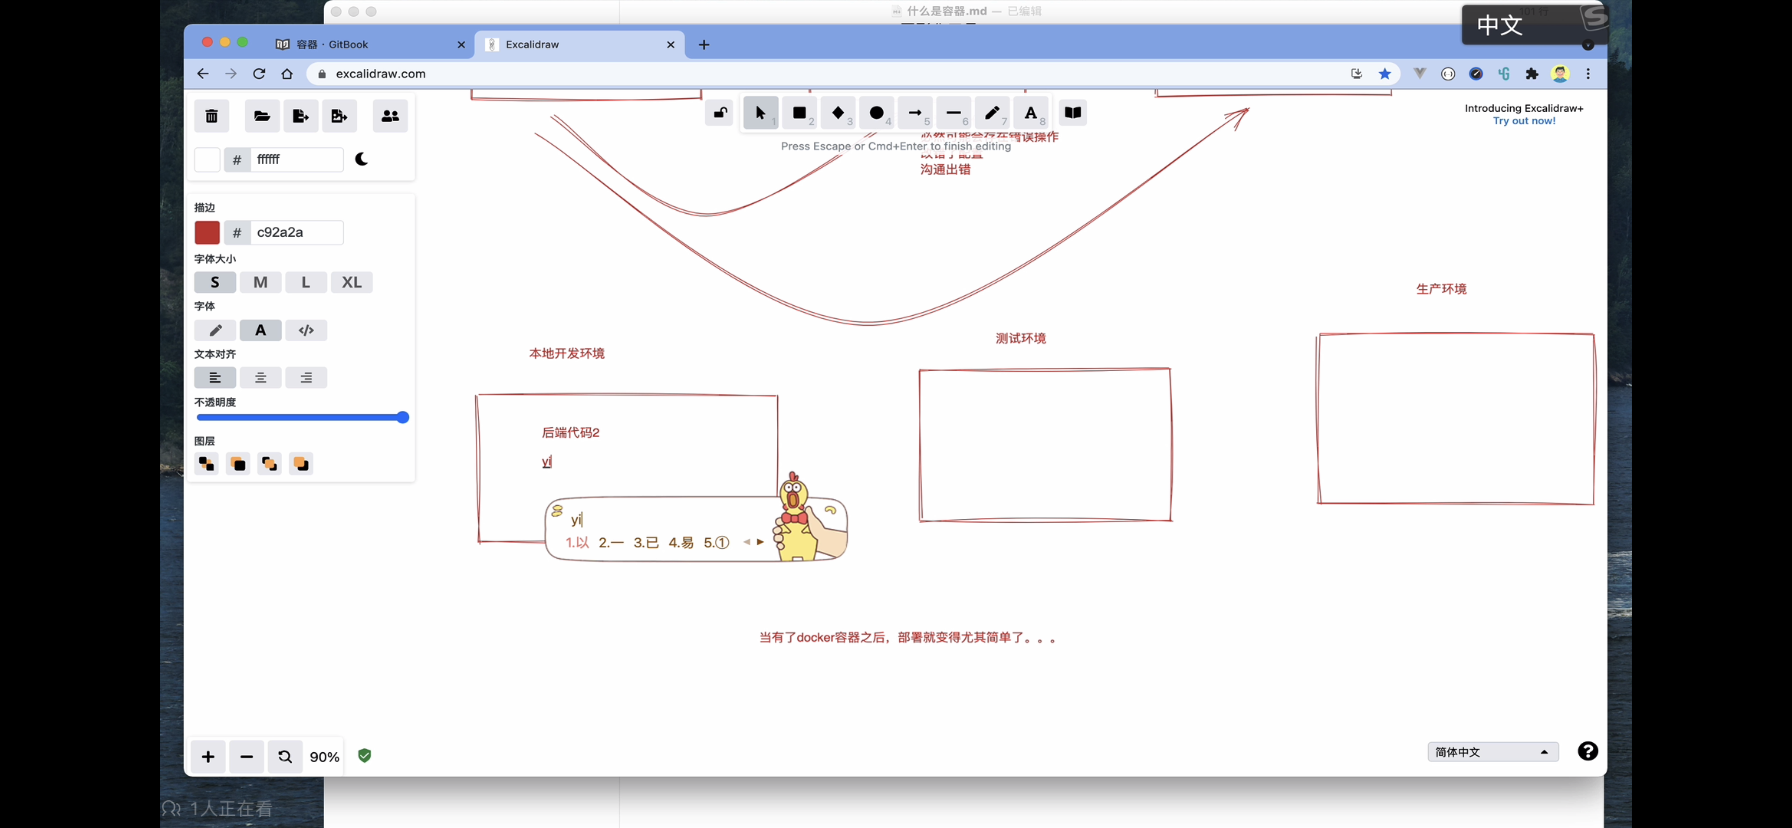 什么是容器.md — 已编辑
中文
容器 · GitBook
Excalidraw
excalidraw.com
1
2
3
4
5
6
7
A
8
Introducing Excalidraw+
Try out now!
Press Escape or Cmd+Enter to finish editing
# ffffff
沟通出错
描边
# c92a2a
字体大小
S M L XL
字体
A
文本对齐
不透明度
图层
生产环境
测试环境
本地开发环境
后端代码2
yi
yi
1.以 2.一 3.已 4.易 5.①
当有了docker容器之后，部署就变得尤其简单了。。。
90%
简体中文
1人正在看